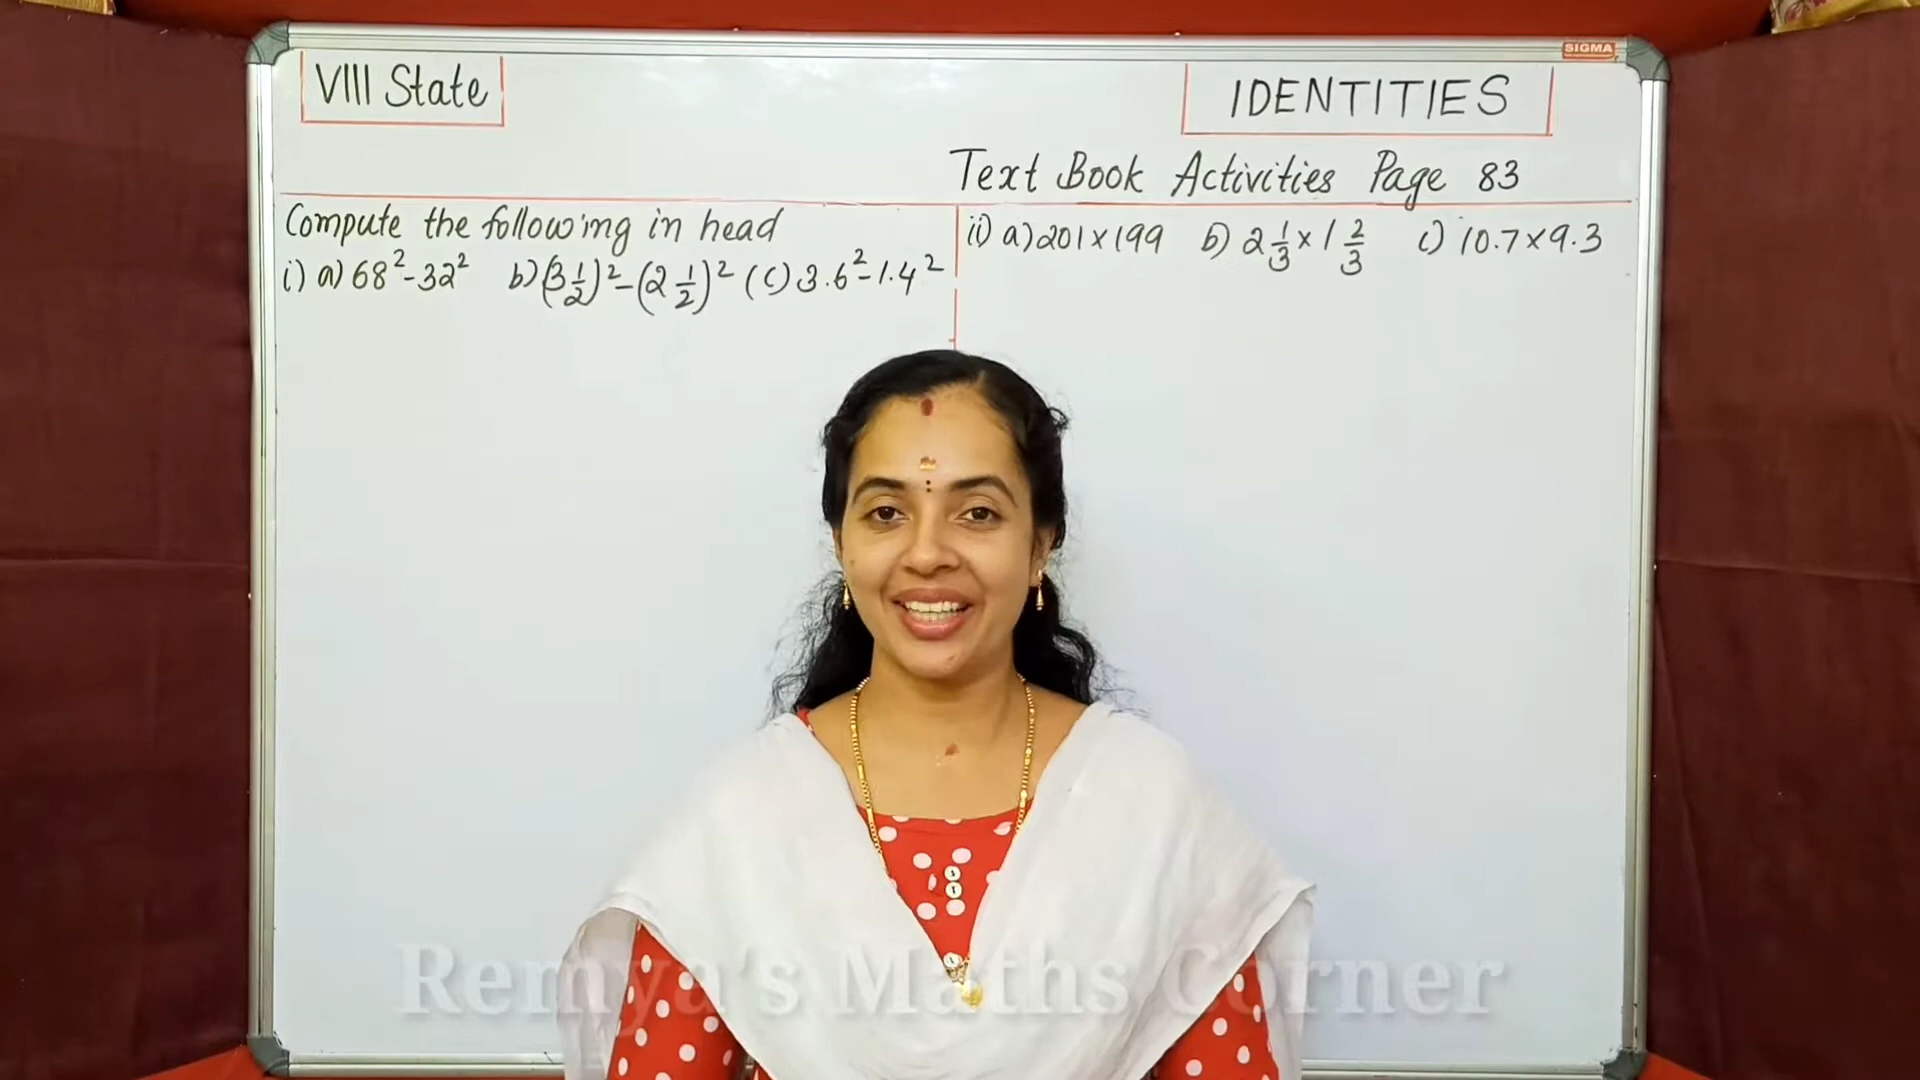 SIGMA
VIII State
IDENTITIES
Text Book Activities Page 83
Compute the following in head
i) a) 68²-32² b) (3 1/2)² - (2 1/2)² (c) 3.6²-1.4²
ii) a) 201×199 b) 2 1/3 × 1 2/3 c) 10.7×9.3
Remya's Maths Corner